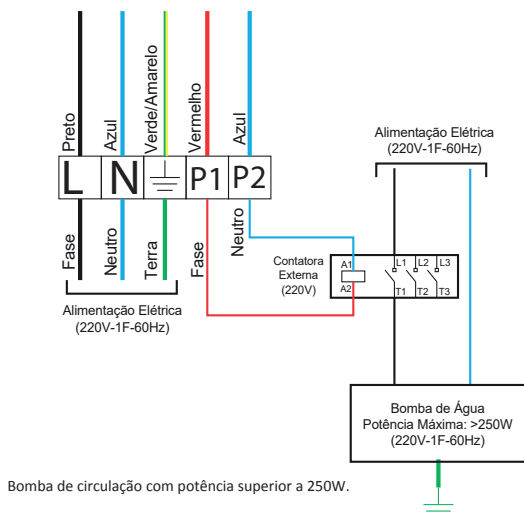 Preto
Azul
Verde/Amarelo
Vermelho
Azul
L N P1 P2
Fase
Neutro
Terra
Fase
Neutro
Alimentação Elétrica
(220V-1F-60Hz)
Alimentação Elétrica
(220V-1F-60Hz)
Contatora
Externa
(220V)
A1
A2
L1 L2 L3
T1 T2 T3
Bomba de Água
Potência Máxima: >250W
(220V-1F-60Hz)
Bomba de circulação com potência superior a 250W.